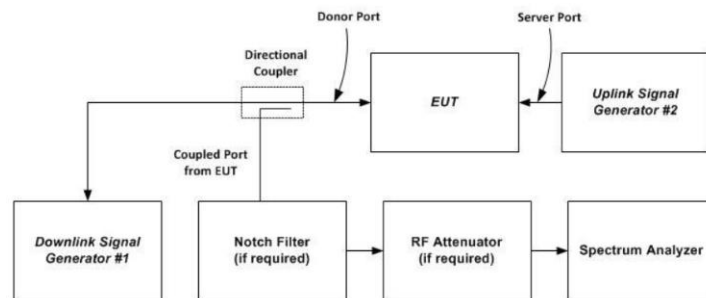 Donor Port
Server Port
Directional
Coupler
EUT
Uplink Signal
Generator #2
Coupled Port
from EUT
Downlink Signal
Generator #1
Notch Filter
(if required)
RF Attenuator
(if required)
Spectrum Analyzer